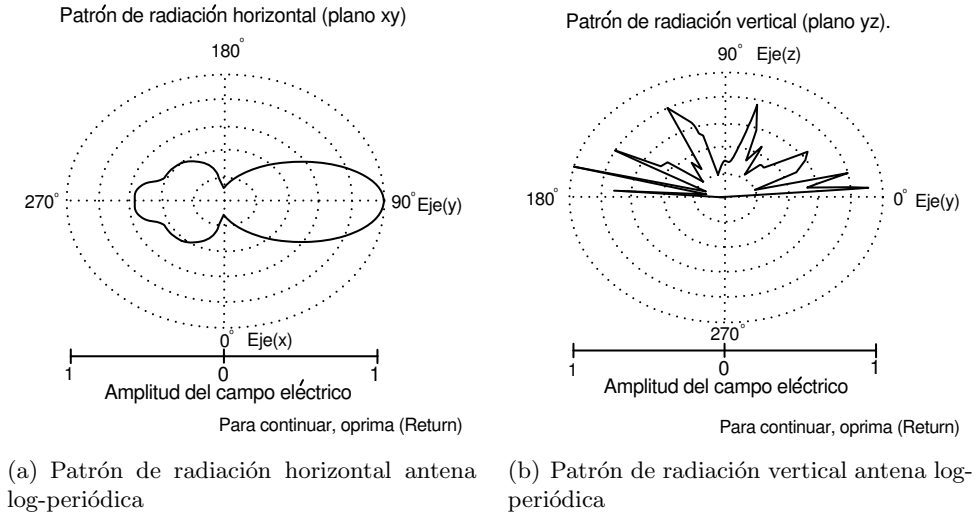 Patrón de radiación horizontal (plano xy)
180°
270°
90° Eje(y)
0° Eje(x)
1 0 1
Amplitud del campo eléctrico
Para continuar, oprima (Return)
(a) Patrón de radiación horizontal antena
log-periódica
Patrón de radiación vertical (plano yz).
90° Eje(z)
180°
0° Eje(y)
270°
1 0 1
Amplitud del campo eléctrico
Para continuar, oprima (Return)
(b) Patrón de radiación vertical antena log-
periódica